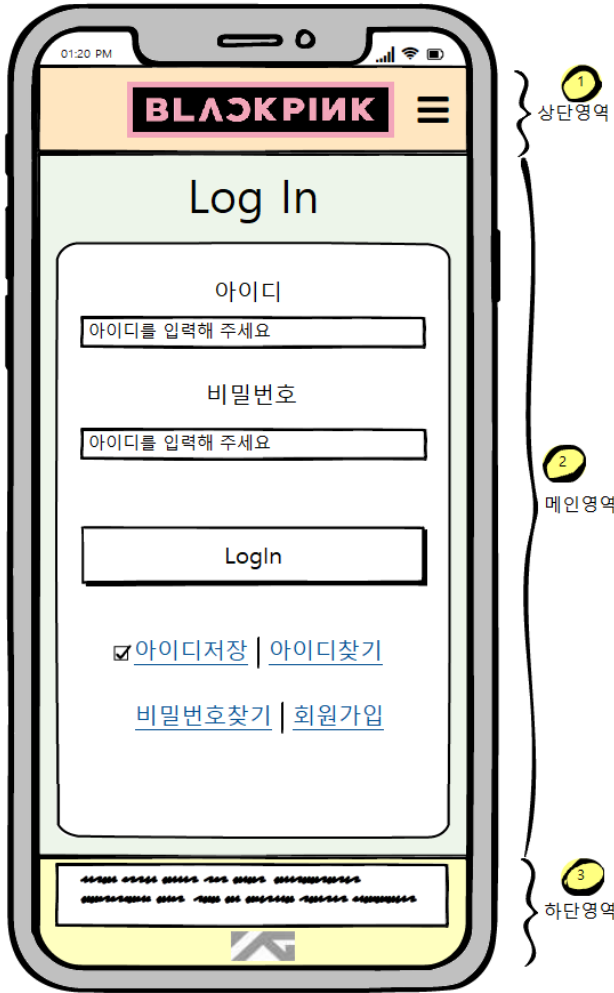 01:20 PM
BLΛƆKPIИK
1
상단영역
Log In
아이디
아이디를 입력해 주세요
비밀번호
아이디를 입력해 주세요
2
메인영역
LogIn
아이디저장 | 아이디찾기
비밀번호찾기 | 회원가입
3
하단영역
YG